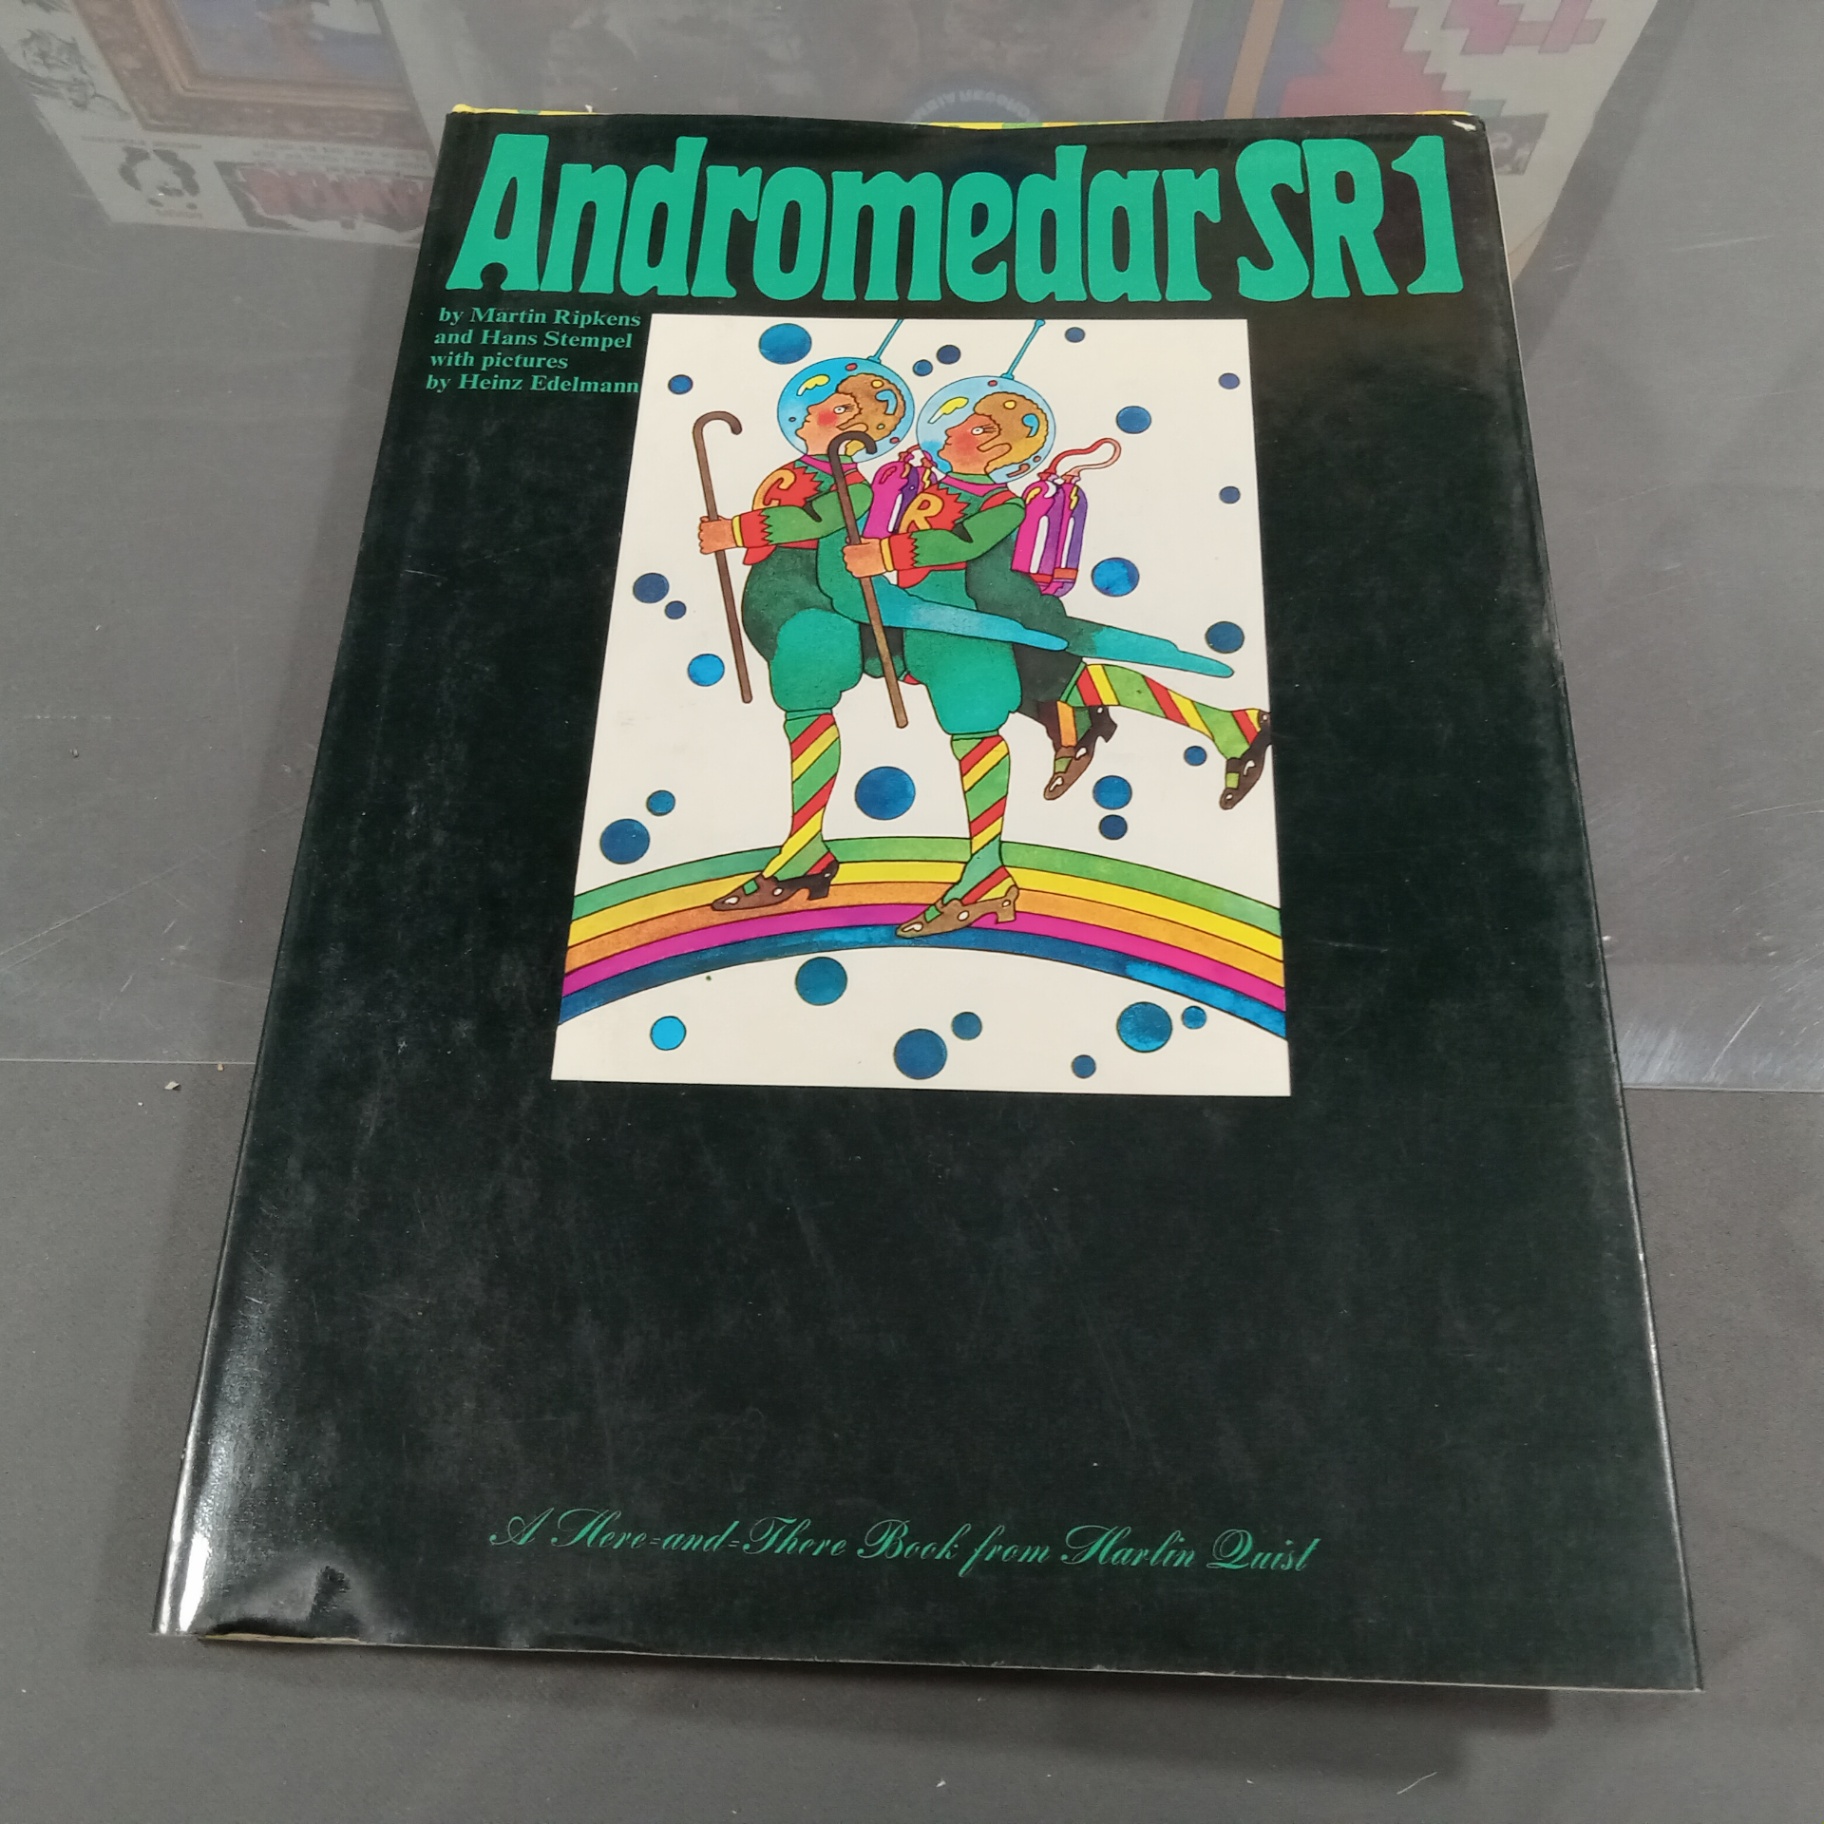 Andromedar SR1
by Martin Ripkens
and Hans Stempel
with pictures
by Heinz Edelmann
C
R
A Here-and-There Book from Harlin Quist